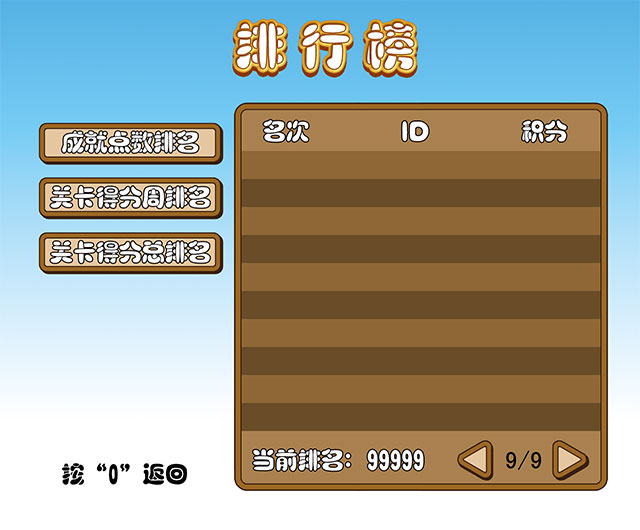 排行榜
成就点数排名
关卡得分周排名
关卡得分总排名
名次 ID 积分
当前排名：99999 9/9
按“0”返回